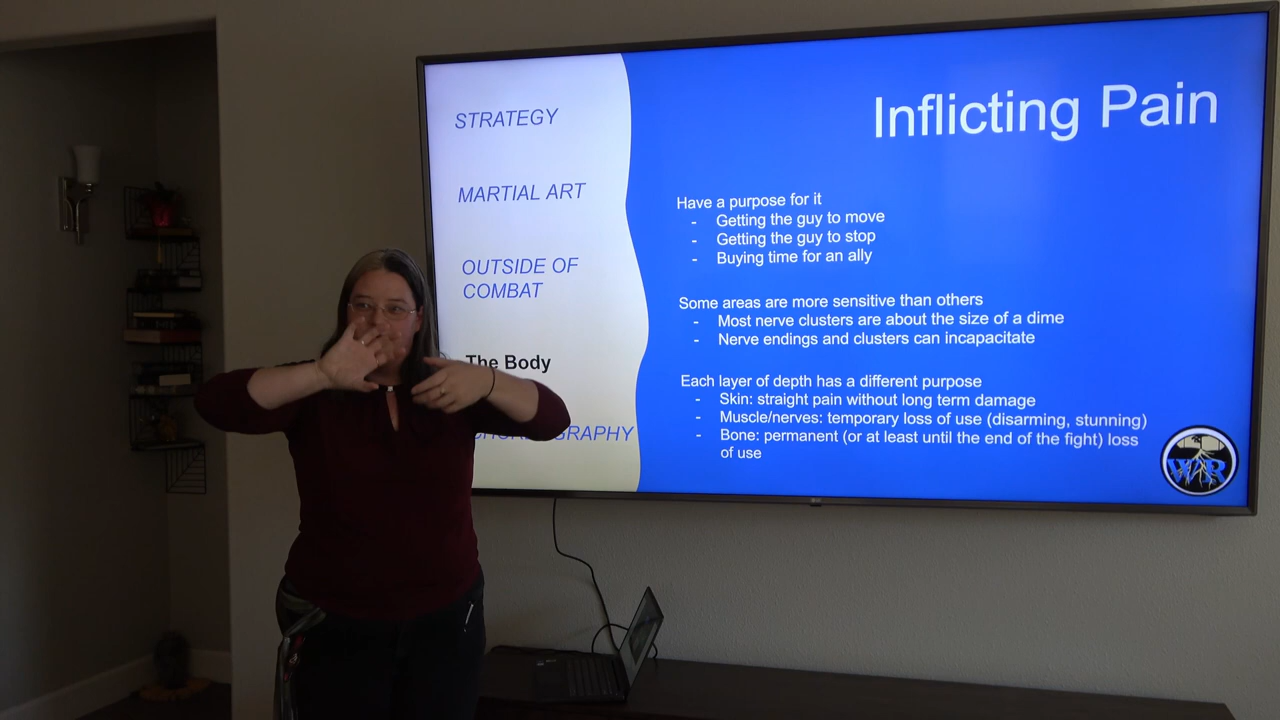 STRATEGY
MARTIAL ART
OUTSIDE OF
COMBAT
The Body
Inflicting Pain
Have a purpose for it
- Getting the guy to move
- Getting the guy to stop
- Buying time for an ally
Some areas are more sensitive than others
- Most nerve clusters are about the size of a dime
- Nerve endings and clusters can incapacitate
Each layer of depth has a different purpose
- Skin: straight pain without long term damage
- Muscle/nerves: temporary loss of use (disarming, stunning)
- Bone: permanent (or at least until the end of the fight) loss
of use
WR